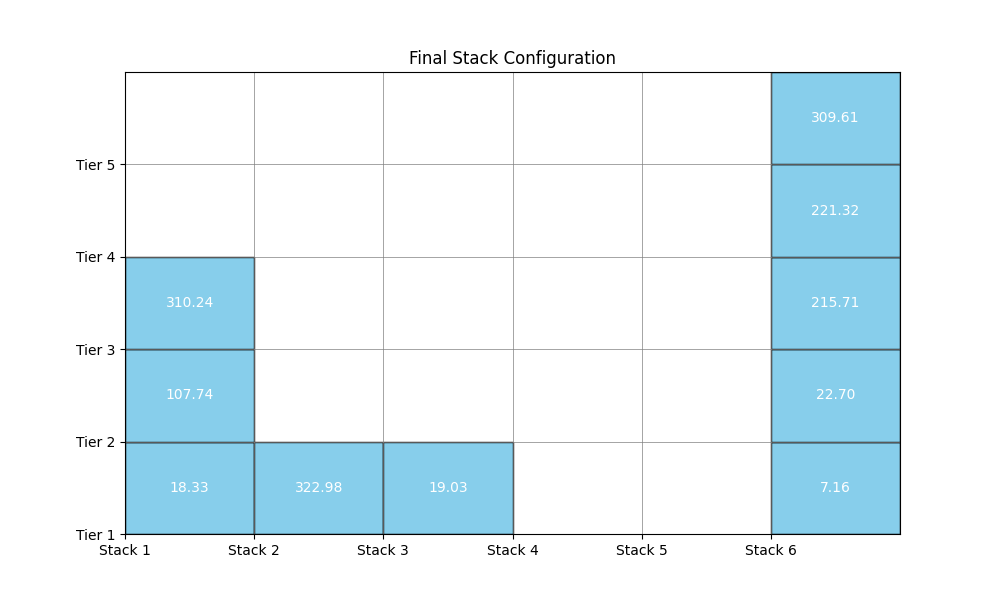 Final Stack Configuration
309.61
Tier 5
221.32
Tier 4
310.24
215.71
Tier 3
107.74
22.70
Tier 2
18.33
322.98
19.03
7.16
Tier 1
Stack 1
Stack 2
Stack 3
Stack 4
Stack 5
Stack 6